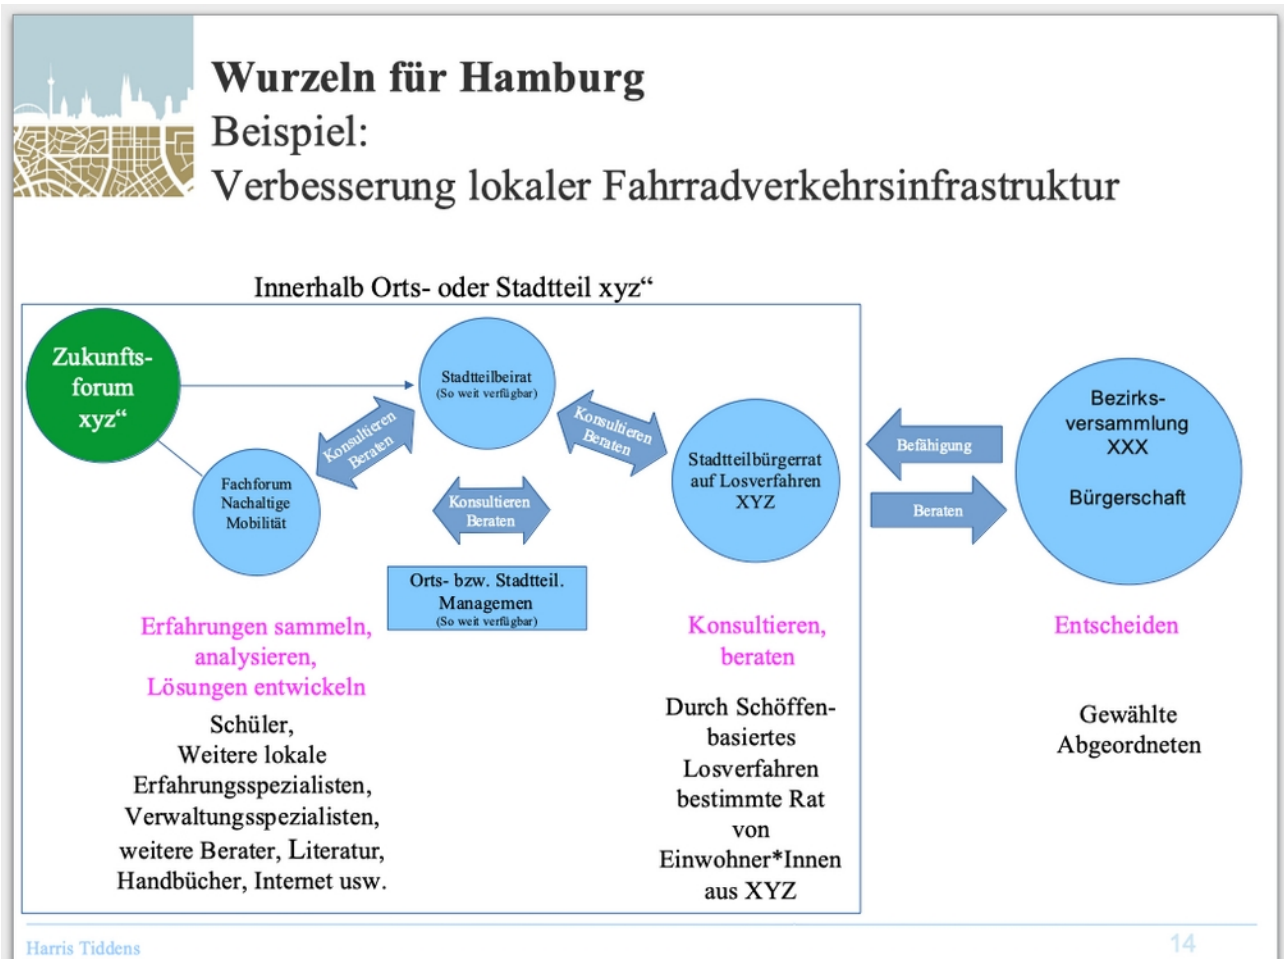 Wurzeln für Hamburg
Beispiel:
Verbesserung lokaler Fahrradverkehrsinfrastruktur
Innerhalb Orts- oder Stadtteil xyz“
Zukunfts-
forum
xyz“
Stadtteilbeirat
(So weit verfügbar)
Konsultieren
Beraten
Konsultieren
Beraten
Fachforum
Nachaltige
Mobilität
Konsultieren
Beraten
Stadtteilbürgerrat
auf Losverfahren
XYZ
Befähigung
Beraten
Bezirks-
versammlung
XXX
Bürgerschaft
Orts- bzw. Stadtteil.
Managemen
(So weit verfügbar)
Erfahrungen sammeln,
analysieren,
Lösungen entwickeln
Schüler,
Weitere lokale
Erfahrungsspezialisten,
Verwaltungsspezialisten,
weitere Berater, Literatur,
Handbücher, Internet usw.
Konsultieren,
beraten
Durch Schöffen-
basiertes
Losverfahren
bestimmte Rat
von
Einwohner*Innen
aus XYZ
Entscheiden
Gewählte
Abgeordneten
Harris Tiddens
14